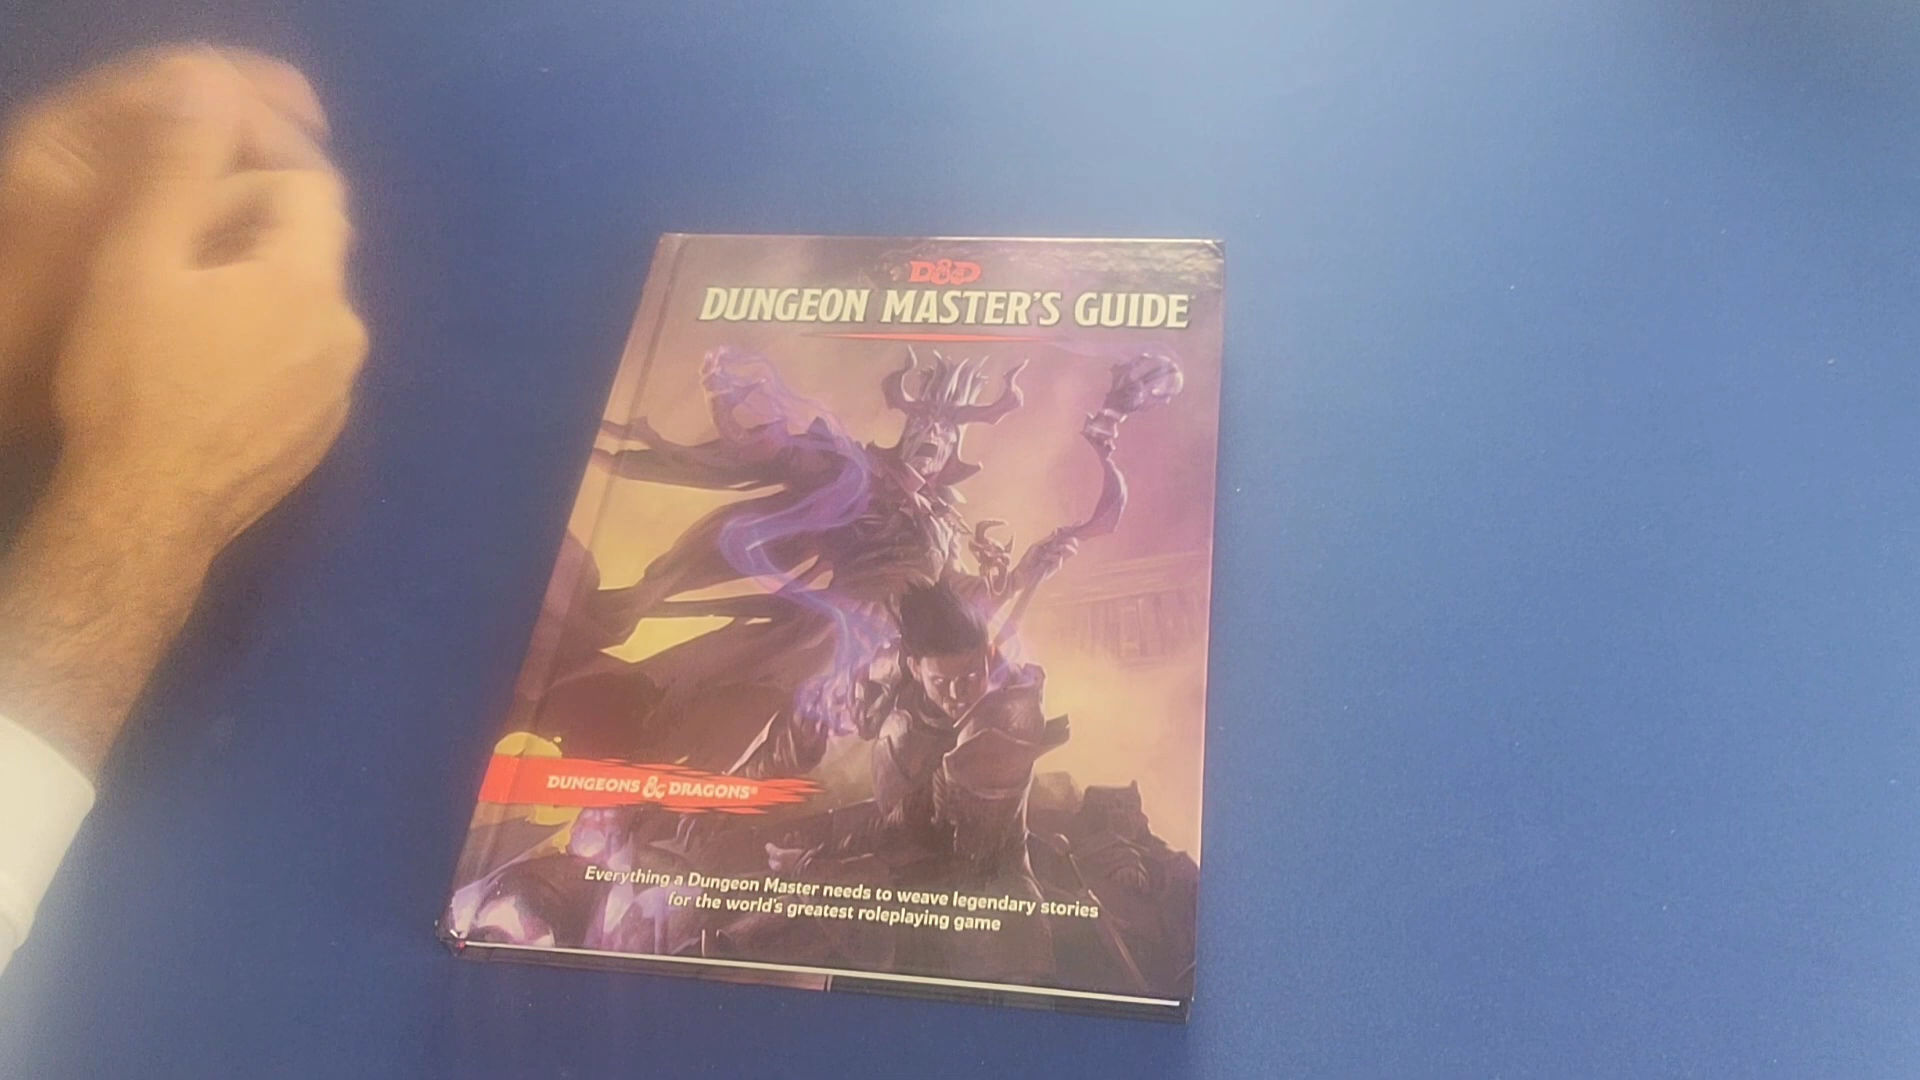 D&D
DUNGEON MASTER'S GUIDE
DUNGEONS & DRAGONS®
Everything a Dungeon Master needs to weave legendary stories
for the world's greatest roleplaying game